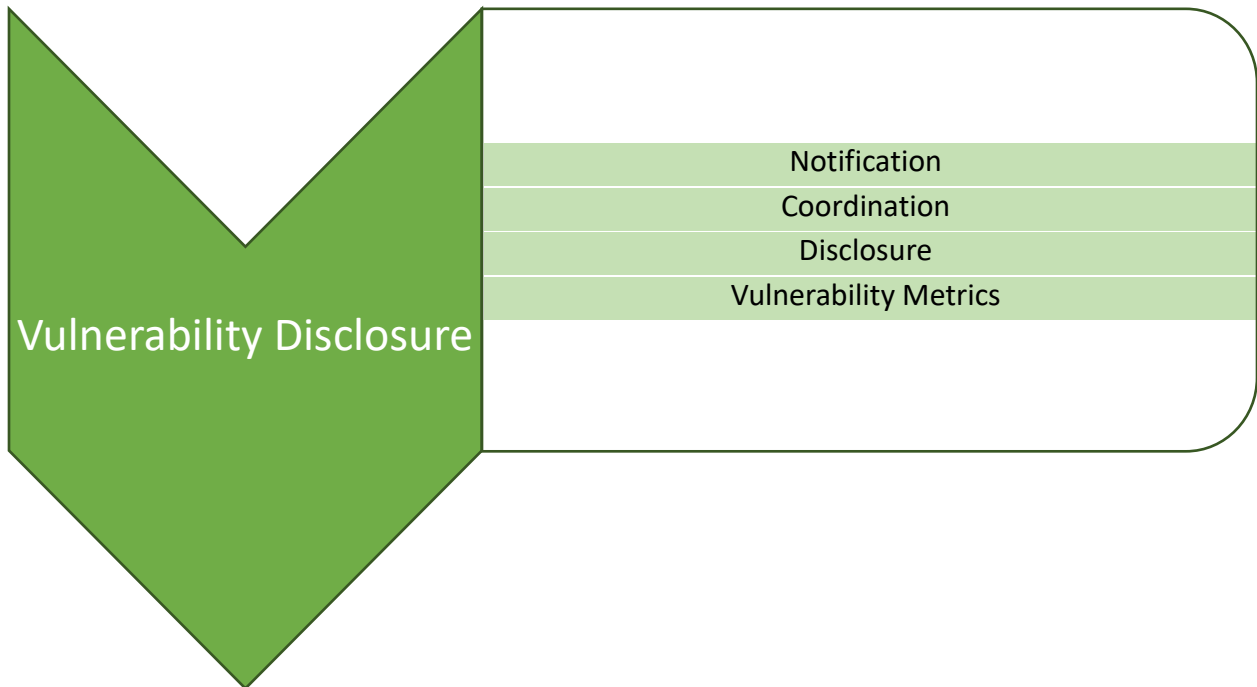 Vulnerability Disclosure
Notification
Coordination
Disclosure
Vulnerability Metrics